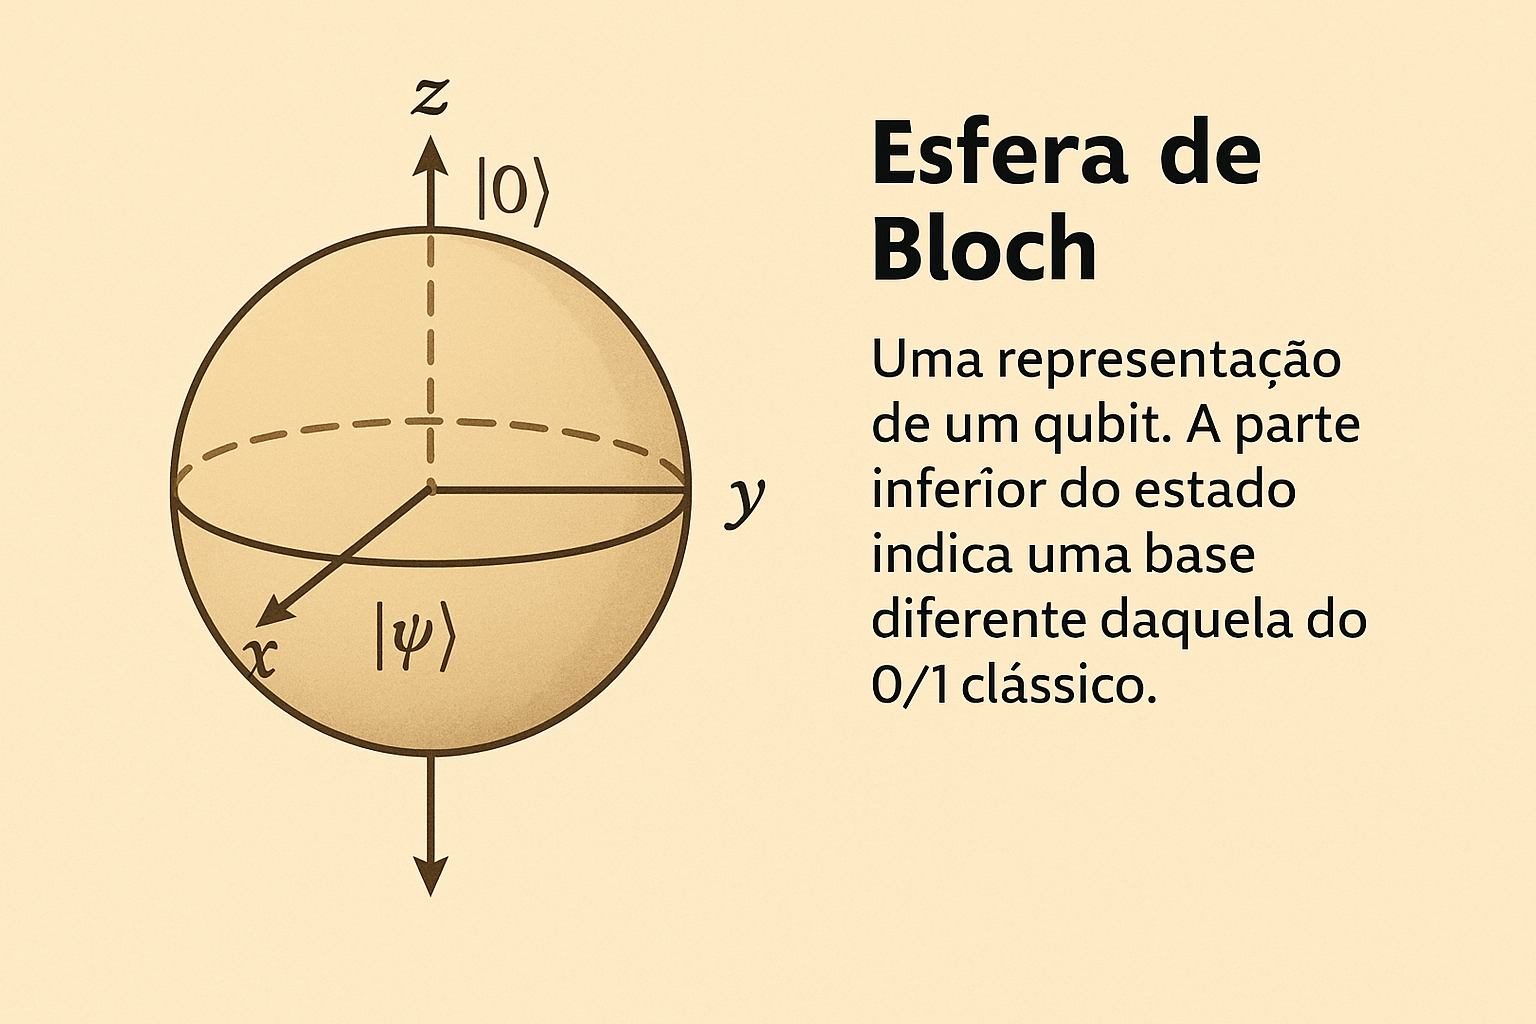 z
|0⟩
y
x
|ψ⟩
Esfera de
Bloch
Uma representação
de um qubit. A parte
inferîor do estado
indica uma base
diferente daquela do
0/1 clássico.